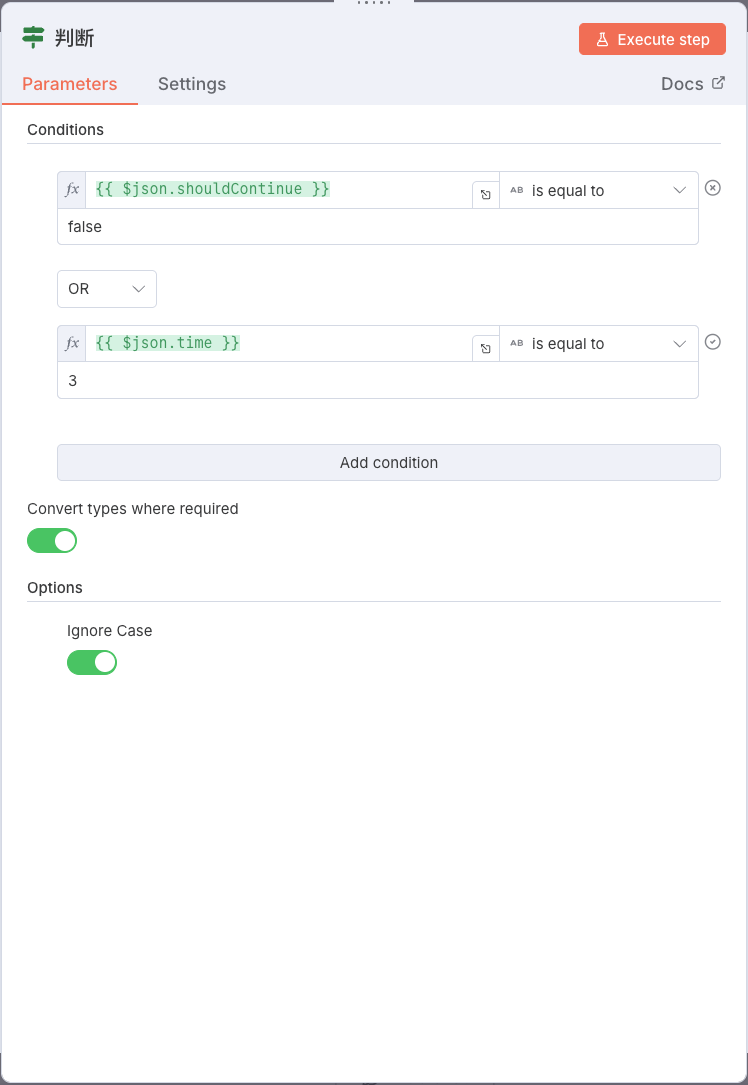 判断
Execute step
Parameters
Settings
Docs
Conditions
fx
{{ $json.shouldContinue }}
AB is equal to
false
OR
fx
{{ $json.time }}
AB is equal to
3
Add condition
Convert types where required
Options
Ignore Case